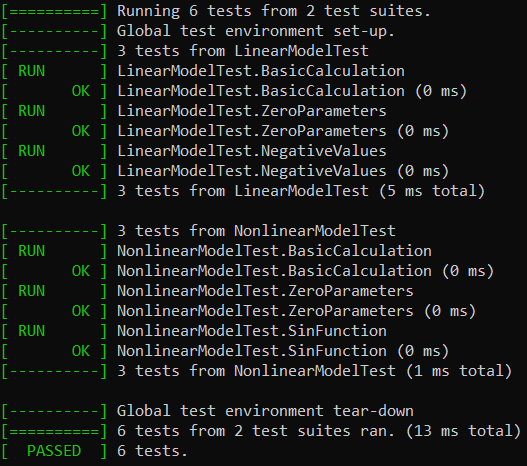 [==========] Running 6 tests from 2 test suites.
[----------] Global test environment set-up.
[----------] 3 tests from LinearModelTest
[ RUN      ] LinearModelTest.BasicCalculation
[       OK ] LinearModelTest.BasicCalculation (0 ms)
[ RUN      ] LinearModelTest.ZeroParameters
[       OK ] LinearModelTest.ZeroParameters (0 ms)
[ RUN      ] LinearModelTest.NegativeValues
[       OK ] LinearModelTest.NegativeValues (0 ms)
[----------] 3 tests from LinearModelTest (5 ms total)

[----------] 3 tests from NonlinearModelTest
[ RUN      ] NonlinearModelTest.BasicCalculation
[       OK ] NonlinearModelTest.BasicCalculation (0 ms)
[ RUN      ] NonlinearModelTest.ZeroParameters
[       OK ] NonlinearModelTest.ZeroParameters (0 ms)
[ RUN      ] NonlinearModelTest.SinFunction
[       OK ] NonlinearModelTest.SinFunction (0 ms)
[----------] 3 tests from NonlinearModelTest (1 ms total)

[----------] Global test environment tear-down
[==========] 6 tests from 2 test suites ran. (13 ms total)
[  PASSED  ] 6 tests.